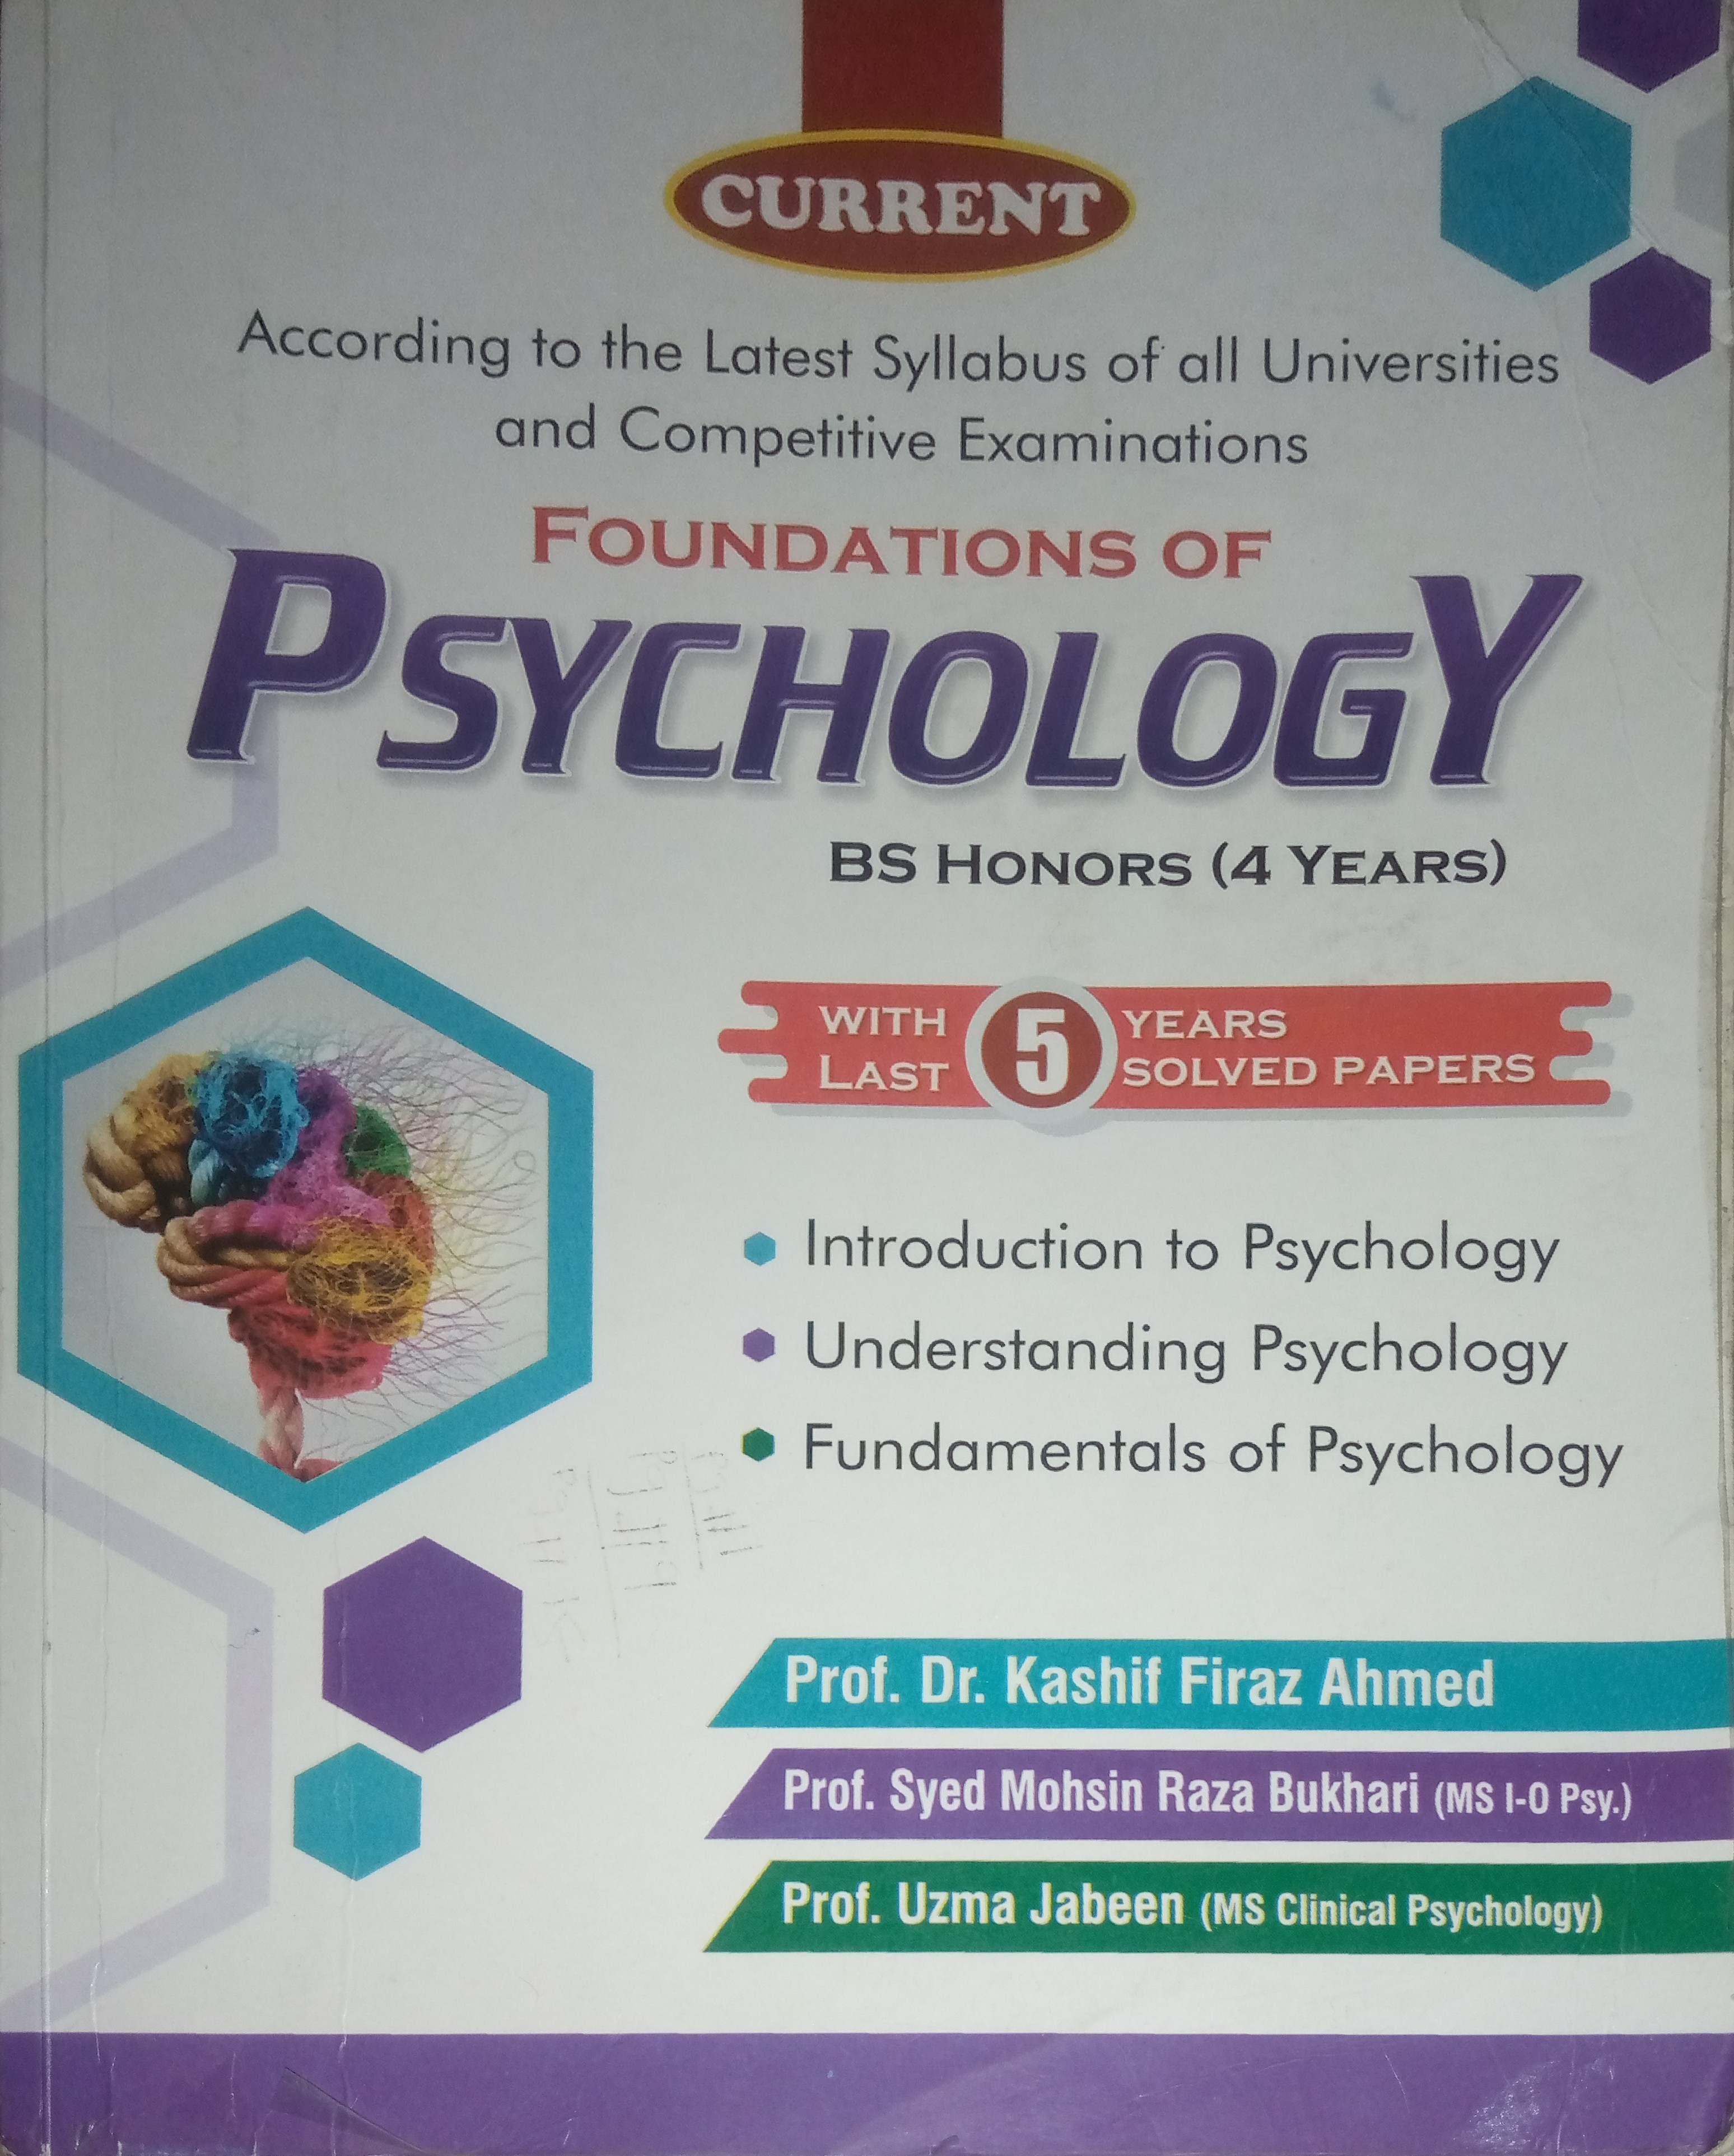 CURRENT
According to the Latest Syllabus of all Universities
and Competitive Examinations
FOUNDATIONS OF
PSYCHOLOGY
BS HONORS (4 YEARS)
WITH LAST 5 YEARS SOLVED PAPERS
Introduction to Psychology
Understanding Psychology
Fundamentals of Psychology
Prof. Dr. Kashif Firaz Ahmed
Prof. Syed Mohsin Raza Bukhari (MS I-O Psy.)
Prof. Uzma Jabeen (MS Clinical Psychology)